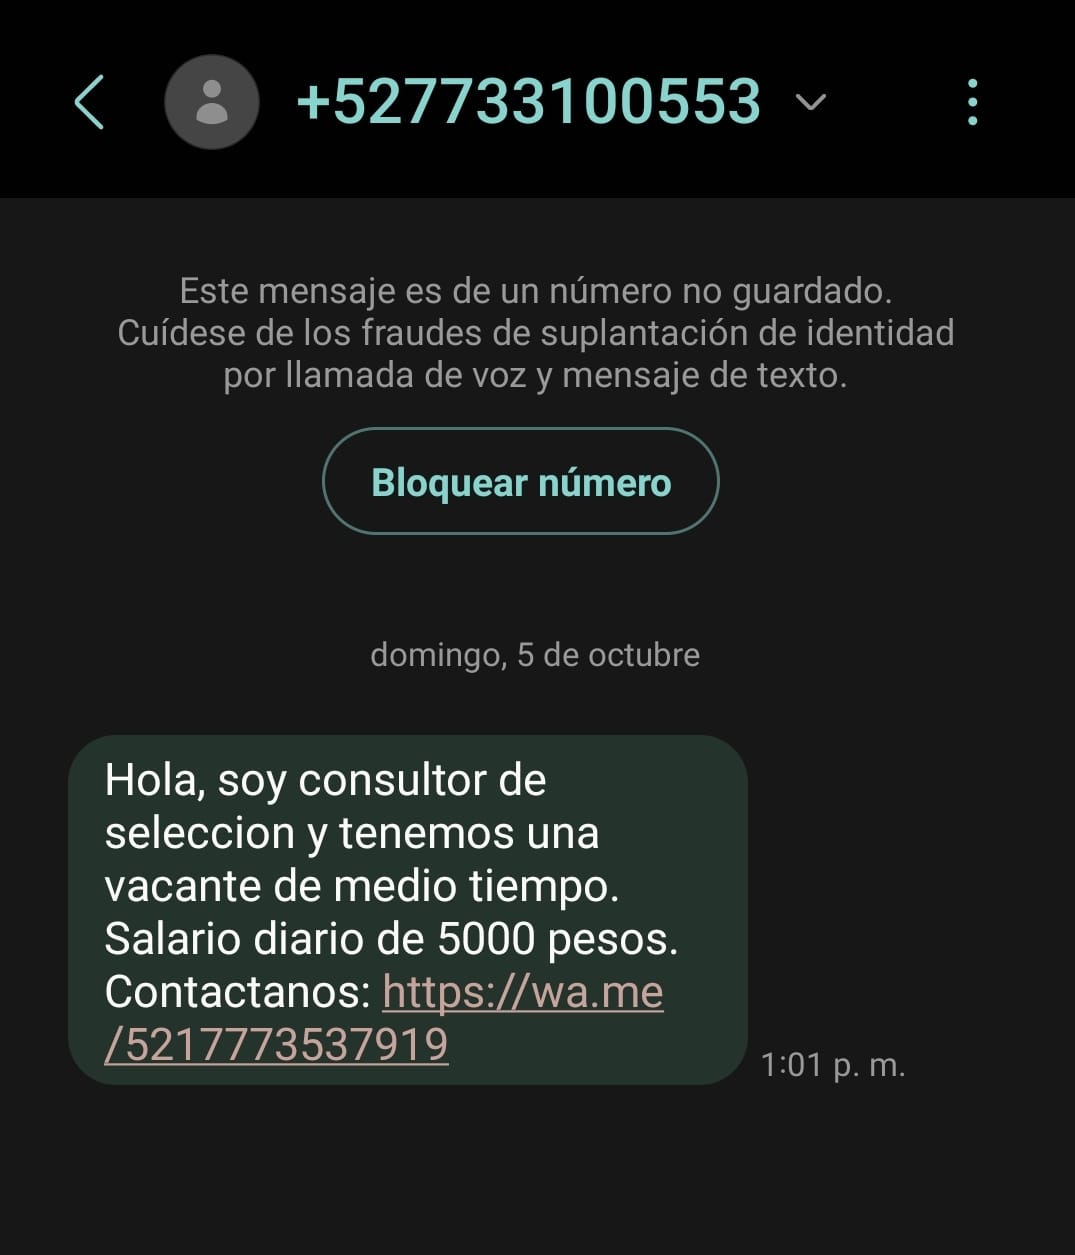 +527733100553
Este mensaje es de un número no guardado.
Cuídese de los fraudes de suplantación de identidad
por llamada de voz y mensaje de texto.
Bloquear número
domingo, 5 de octubre
Hola, soy consultor de
seleccion y tenemos una
vacante de medio tiempo.
Salario diario de 5000 pesos.
Contactanos: https://wa.me
/5217773537919
1:01 p. m.